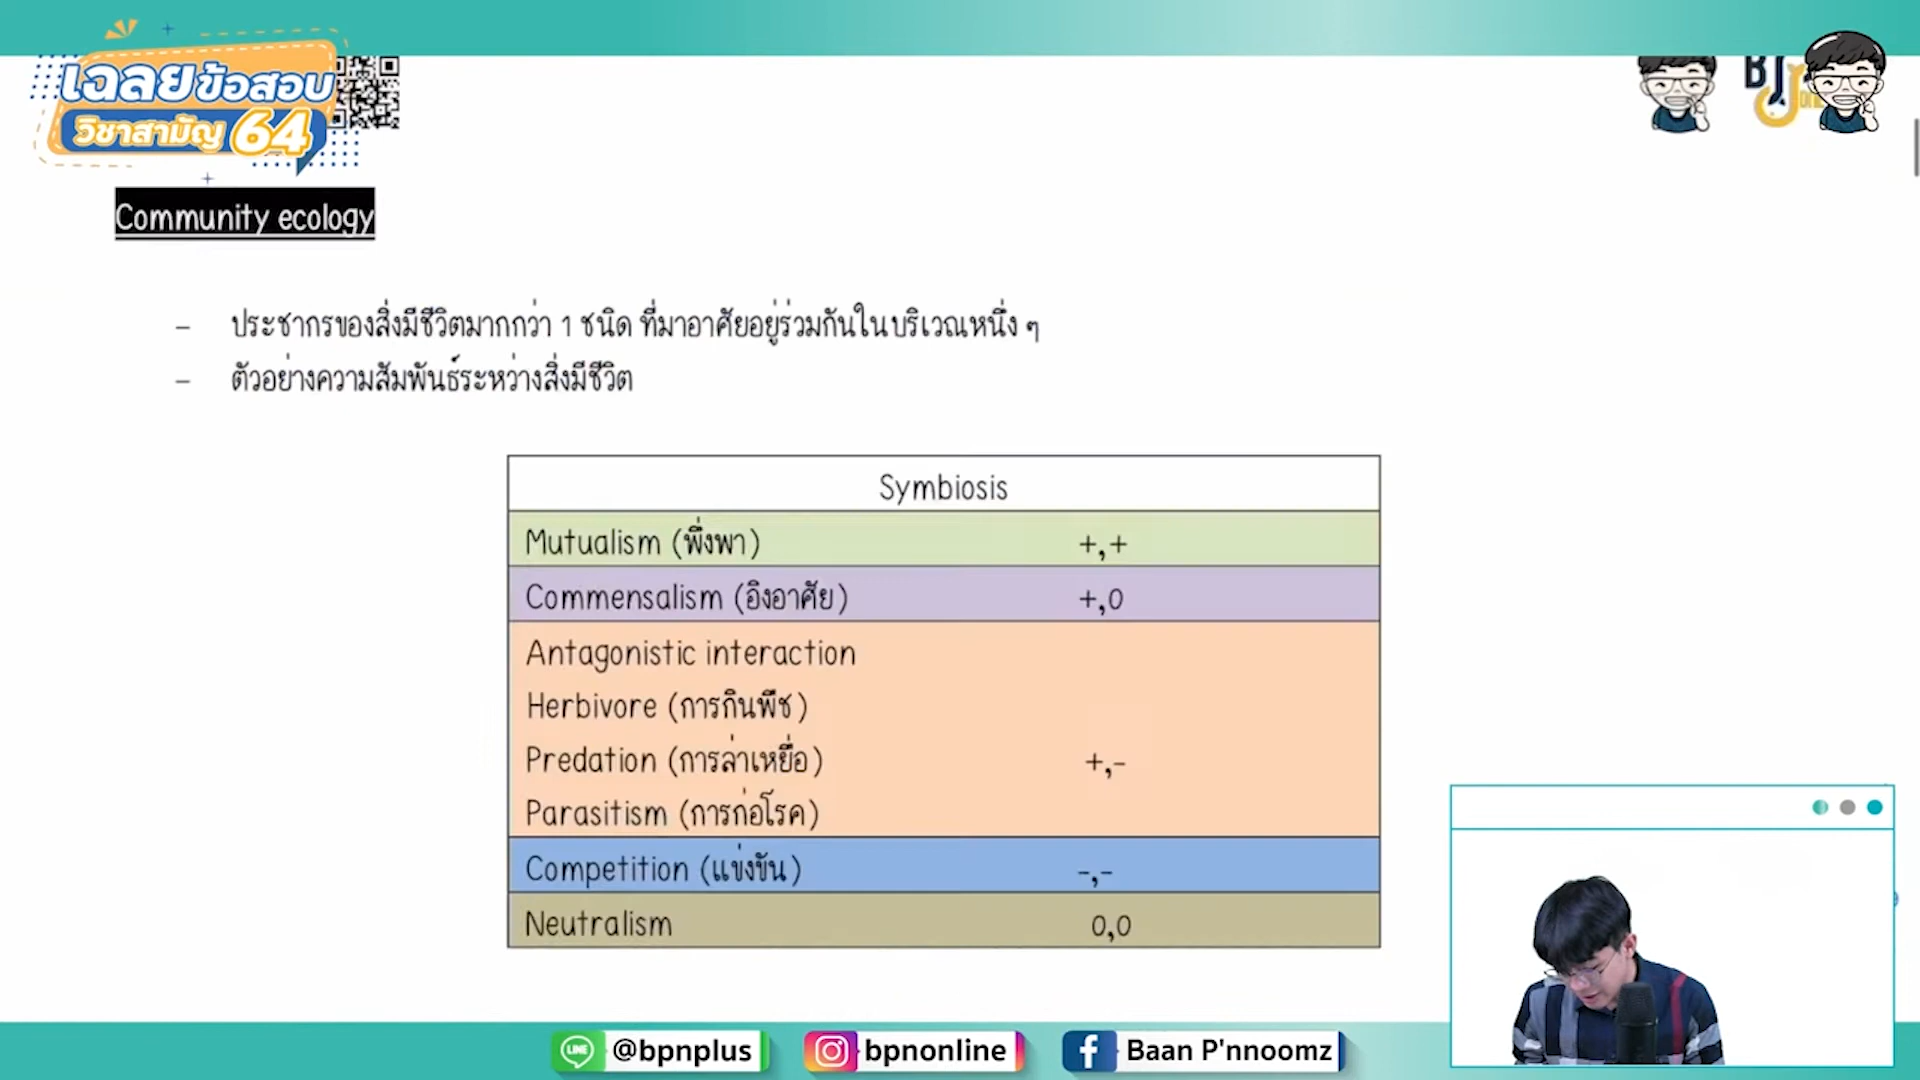 เฉลยข้อสอบ
วิชาสามัญ 64
Community ecology
- ประชากรของสิ่งมีชีวิตมากกว่า 1 ชนิด ที่มาอาศัยอยู่ร่วมกันในบริเวณหนึ่ง ๆ
- ตัวอย่างความสัมพันธ์ระหว่างสิ่งมีชีวิต
Symbiosis
Mutualism (พึ่งพา) +,+
Commensalism (อิงอาศัย) +,0
Antagonistic interaction
Herbivore (การกินพืช)
Predation (การล่าเหยื่อ) +,-
Parasitism (การก่อโรค)
Competition (แข่งขัน) -,-
Neutralism 0,0
LINE @bpnplus bpnonline Baan P'nnoomz